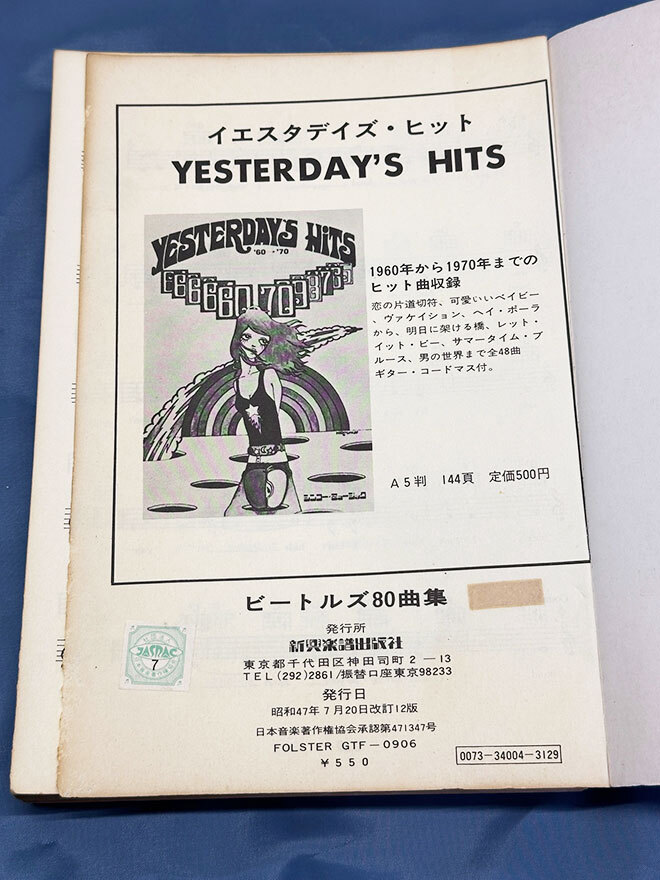 イエスタデイズ・ヒット
YESTERDAY'S HITS
YESTERDAY'S HITS
'60→'70
1960年から1970年までの
ヒット曲収録
恋の片道切符、可愛いいベイビー
、ヴァケイション、ヘイ・ポーラ
から、明日に架ける橋、レット・
イット・ビー、サマータイム・ブ
ルース、男の世界まで全48曲
ギター・コードマス付。
シンコー・ミュージック
A5判 144頁 定価500円
ビートルズ80曲集
発行所
新興楽譜出版社
東京都千代田区神田司町2―13
TEL(292)2861/振替口座東京98233
発行日
昭和47年7月20日改訂12版
日本音楽著作権協会承認第471347号
FOLSTER GTF－0906
￥550
0073－34004－3129
JASRAC
7